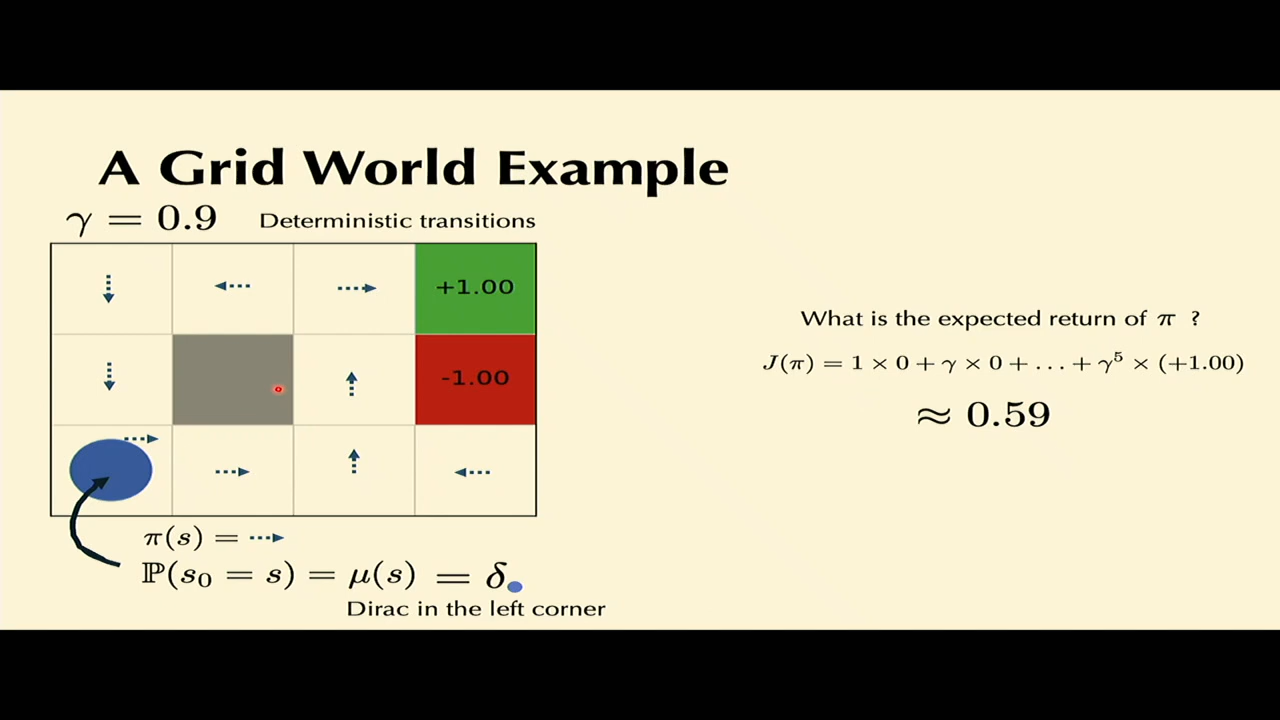 A Grid World Example
γ = 0.9 Deterministic transitions
+1.00
-1.00
π(s) =
ℙ(s₀ = s) = μ(s) = δ
Dirac in the left corner
What is the expected return of π ?
J(π) = 1 × 0 + γ × 0 + . . . + γ⁵ × (+1.00)
≈ 0.59